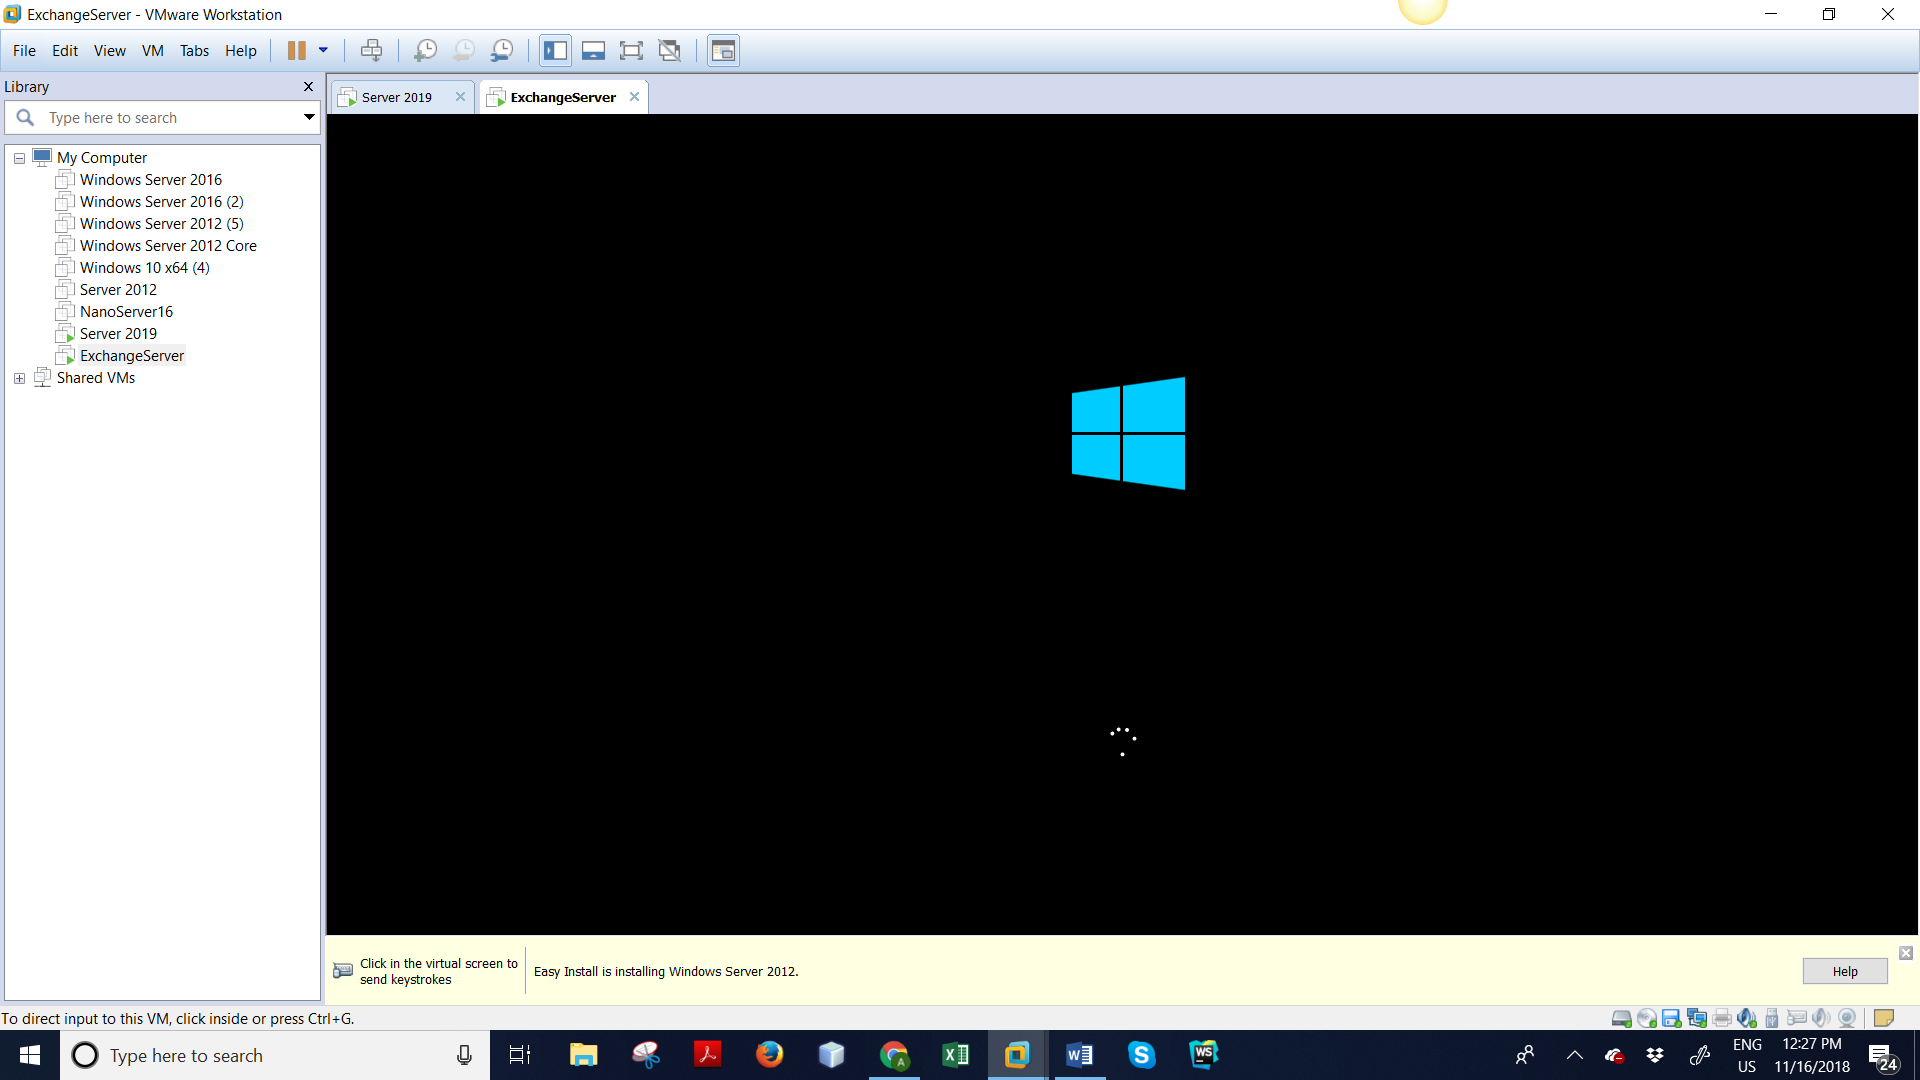 ExchangeServer - VMware Workstation
File Edit View VM Tabs Help
Library
Type here to search
My Computer
Windows Server 2016
Windows Server 2016 (2)
Windows Server 2012 (5)
Windows Server 2012 Core
Windows 10 x64 (4)
Server 2012
NanoServer16
Server 2019
ExchangeServer
Shared VMs
Server 2019
ExchangeServer
Click in the virtual screen to
send keystrokes
Easy Install is installing Windows Server 2012.
Help
To direct input to this VM, click inside or press Ctrl+G.
Type here to search
A
WS
ENG
US
12:27 PM
11/16/2018
24